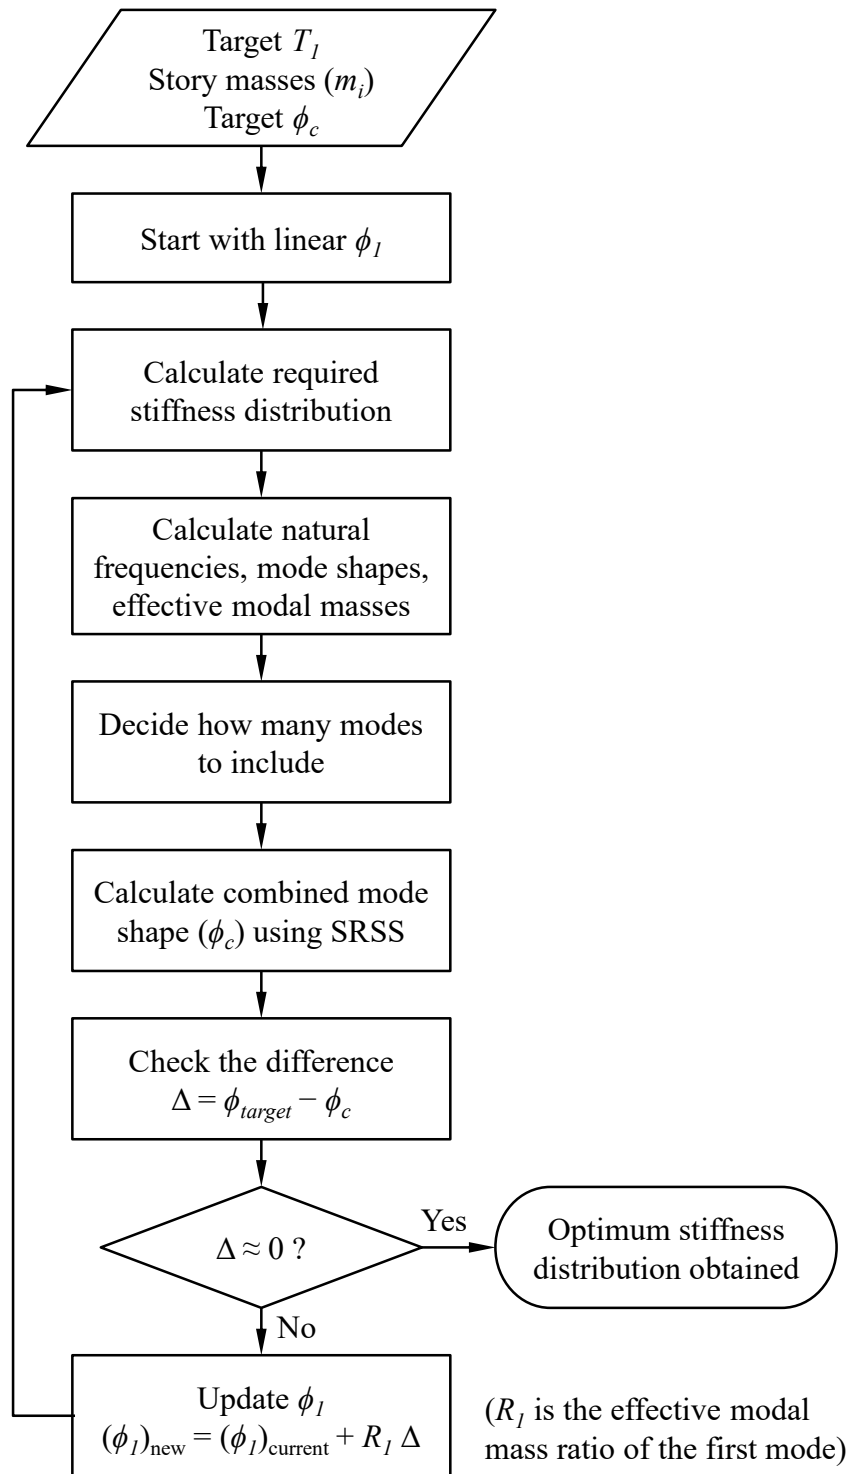 Target T₁
Story masses (mᵢ)
Target ϕc
Start with linear ϕ₁
Calculate required
stiffness distribution
Calculate natural
frequencies, mode shapes,
effective modal masses
Decide how many modes
to include
Calculate combined mode
shape (ϕc) using SRSS
Check the difference
Δ = ϕtarget − ϕc
Δ ≈ 0 ?
Yes
Optimum stiffness
distribution obtained
No
Update ϕ₁
(ϕ₁)new = (ϕ₁)current + R₁ Δ
(R₁ is the effective modal
mass ratio of the first mode)